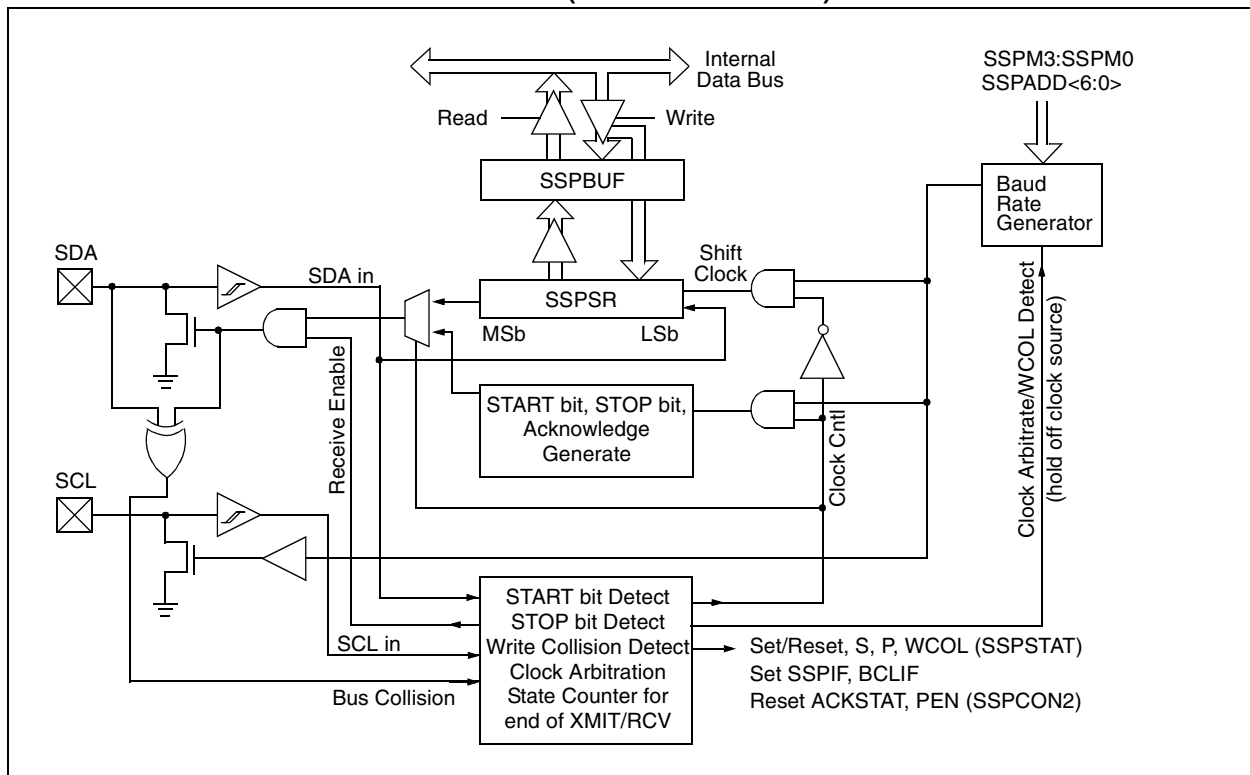 Internal
Data Bus
SSPM3:SSPM0
SSPADD<6:0>
Read
Write
SSPBUF
Baud
Rate
Generator
SDA
SDA in
Shift
Clock
SSPSR
MSb
LSb
Receive Enable
START bit, STOP bit,
Acknowledge
Generate
Clock Cntl
Clock Arbitrate/WCOL Detect
(hold off clock source)
SCL
SCL in
Bus Collision
START bit Detect
STOP bit Detect
Write Collision Detect
Clock Arbitration
State Counter for
end of XMIT/RCV
Set/Reset, S, P, WCOL (SSPSTAT)
Set SSPIF, BCLIF
Reset ACKSTAT, PEN (SSPCON2)